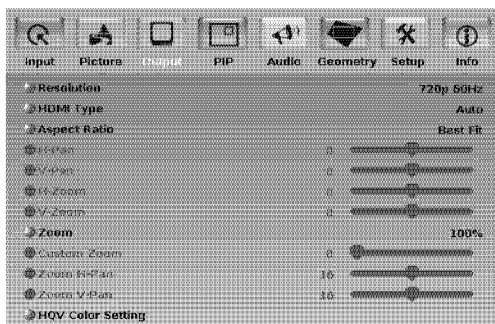 Input Picture Output PIP Audio Geometry Setup Info
Resolution 720p 60Hz
HDMI Type Auto
Aspect Ratio Best Fit
H-Pan 0
V-Pan 0
H-Zoom 0
V-Zoom 0
Zoom 100%
Custom Zoom 0
Zoom H-Pan 16
Zoom V-Pan 16
HQV Color Setting